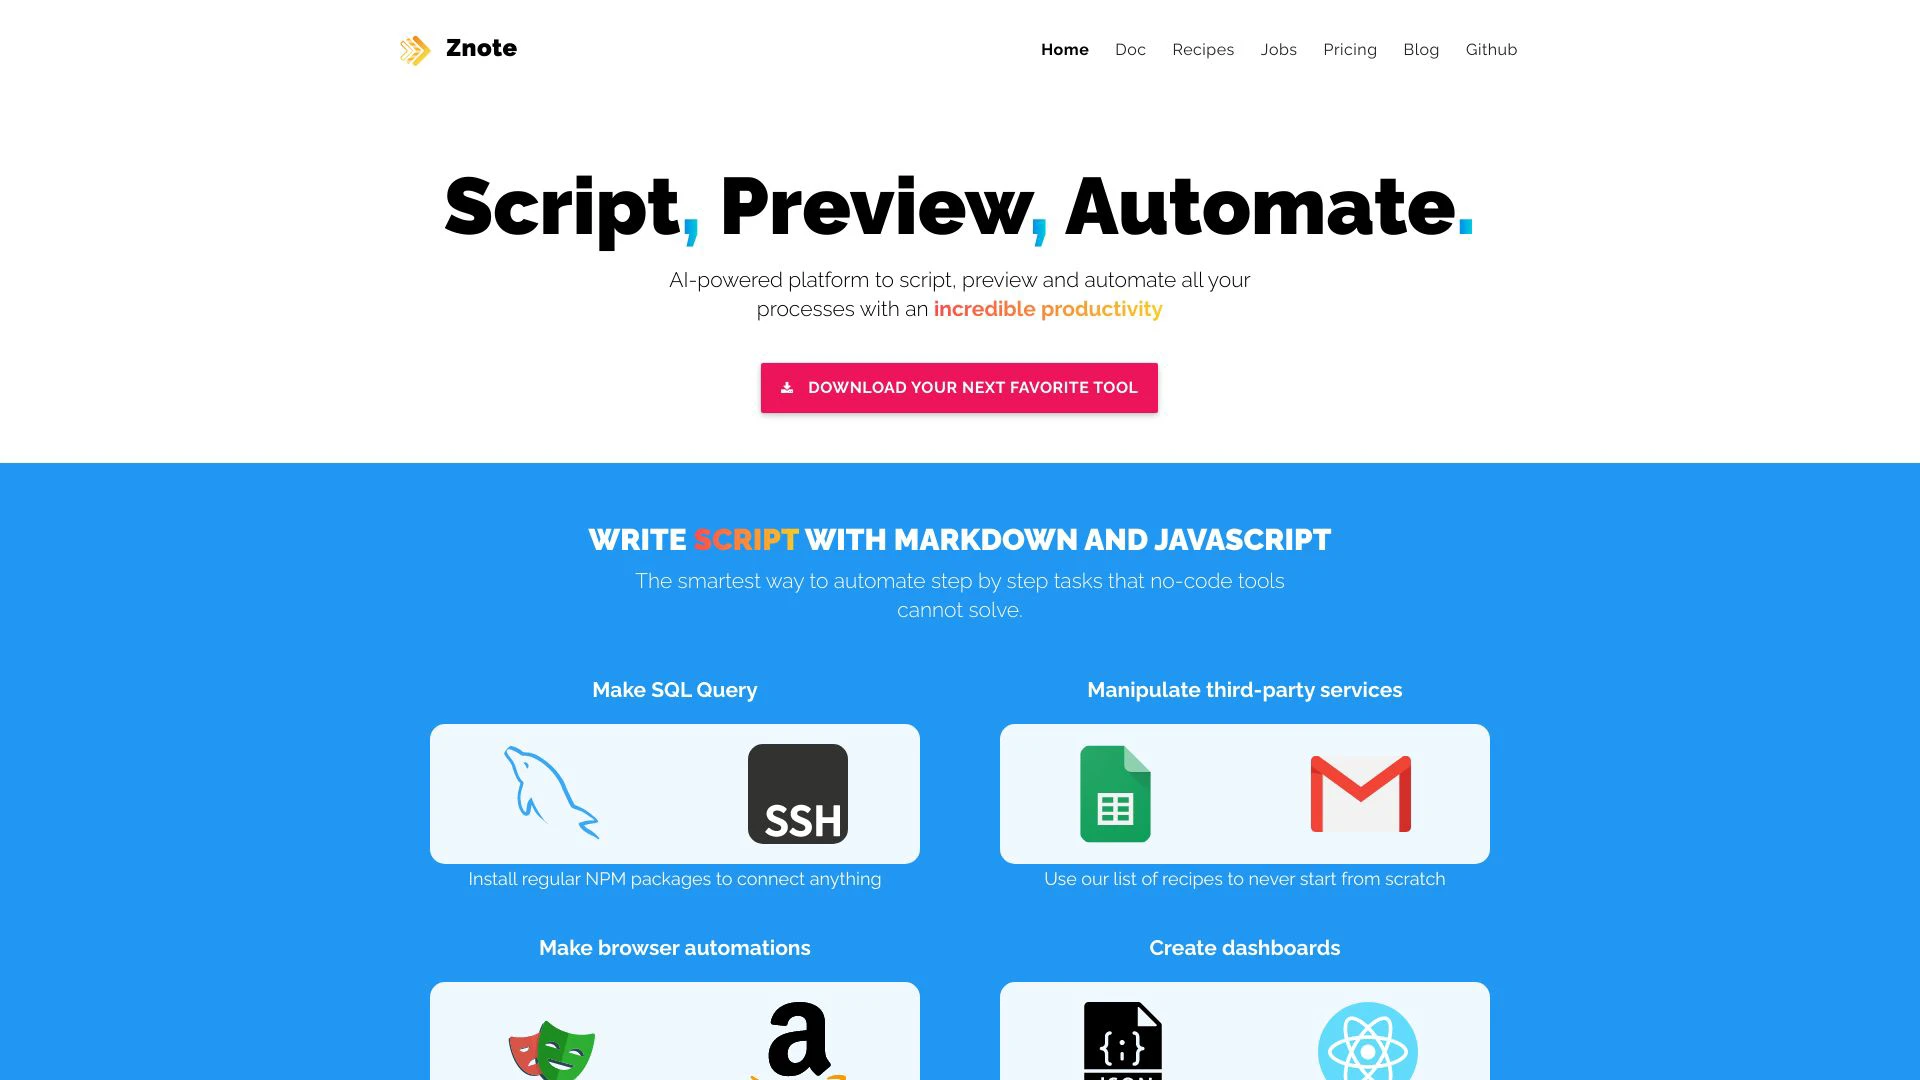 Znote
Home Doc Recipes Jobs Pricing Blog Github
Script, Preview, Automate.
AI-powered platform to script, preview and automate all your
processes with an incredible productivity
DOWNLOAD YOUR NEXT FAVORITE TOOL
WRITE SCRIPT WITH MARKDOWN AND JAVASCRIPT
The smartest way to automate step by step tasks that no-code tools
cannot solve.
Make SQL Query
Manipulate third-party services
SSH
Install regular NPM packages to connect anything
Use our list of recipes to never start from scratch
Make browser automations
Create dashboards
a
{;}
JSON